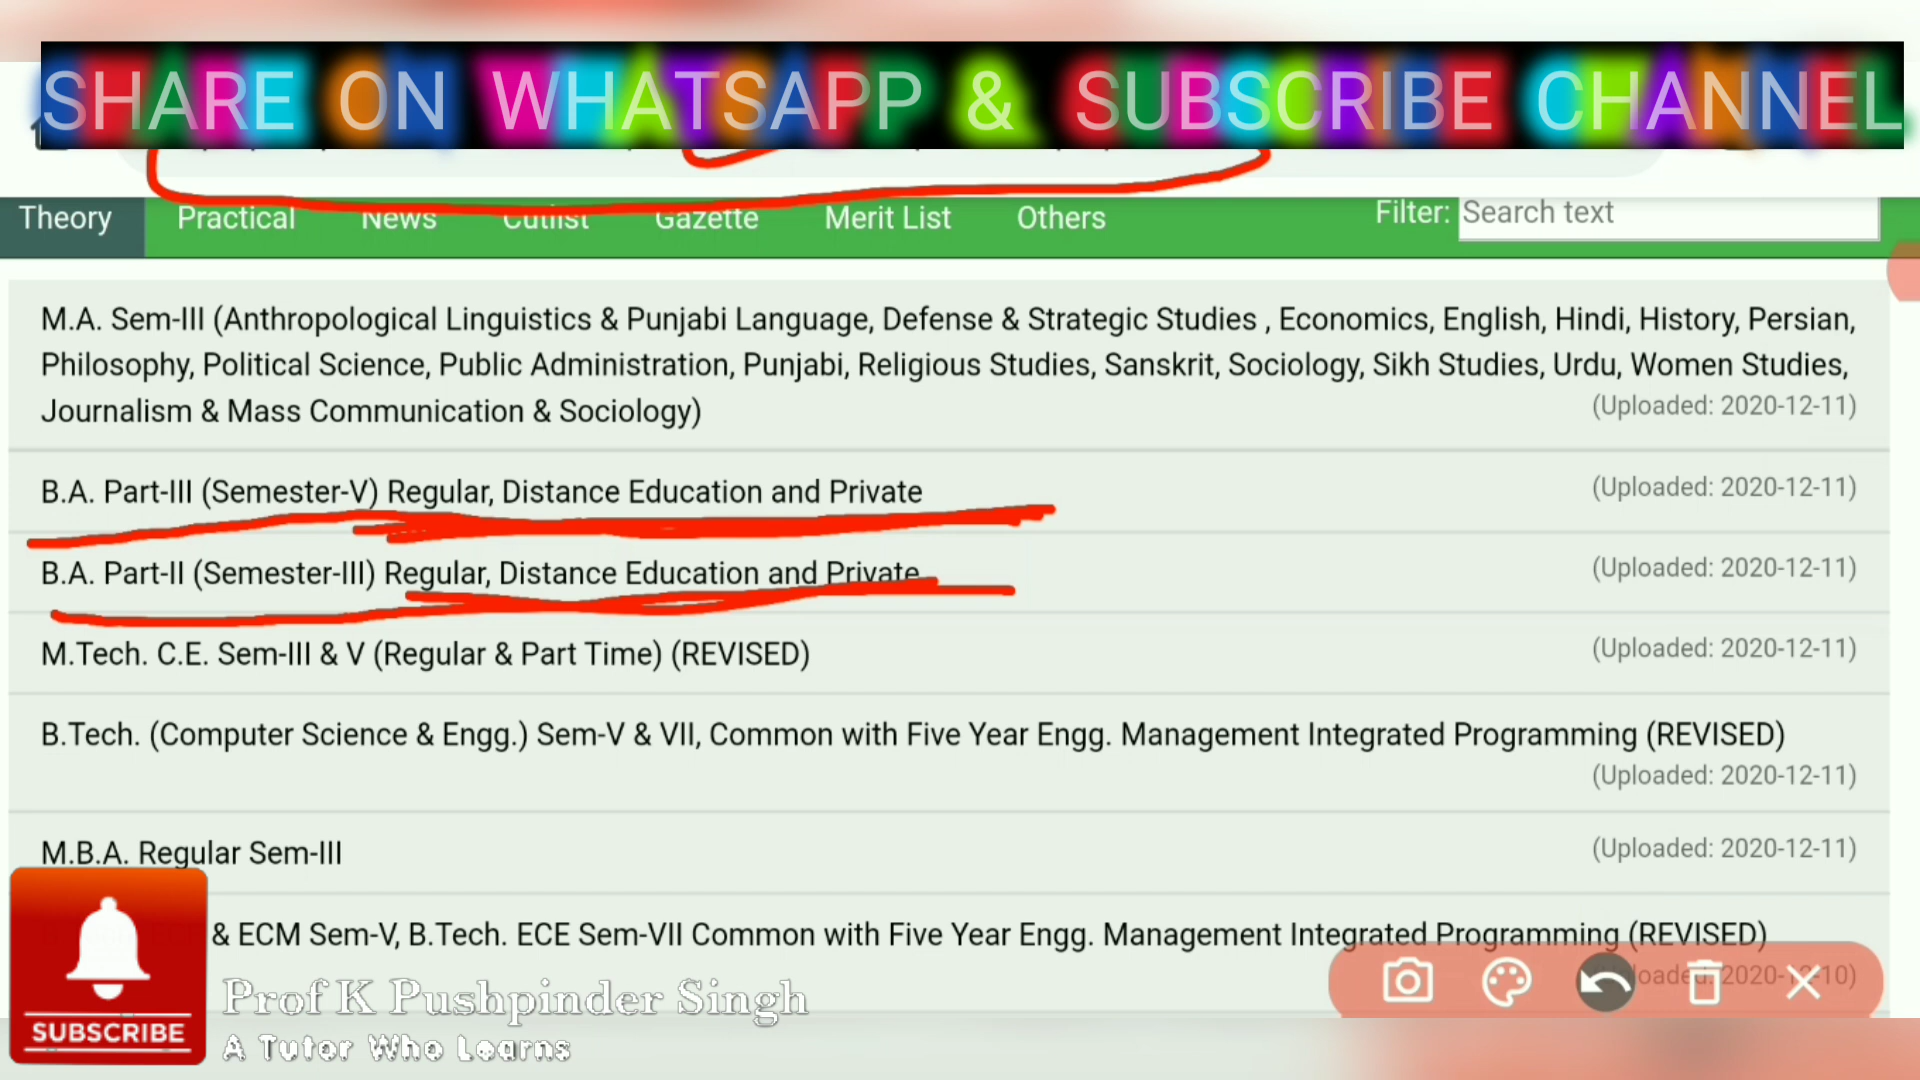 SHARE ON WHATSAPP & SUBSCRIBE CHANNEL
Theory Practical News Cutlist Gazette Merit List Others Filter: Search text
M.A. Sem-III (Anthropological Linguistics & Punjabi Language, Defense & Strategic Studies , Economics, English, Hindi, History, Persian,
Philosophy, Political Science, Public Administration, Punjabi, Religious Studies, Sanskrit, Sociology, Sikh Studies, Urdu, Women Studies,
Journalism & Mass Communication & Sociology) (Uploaded: 2020-12-11)
B.A. Part-III (Semester-V) Regular, Distance Education and Private (Uploaded: 2020-12-11)
B.A. Part-II (Semester-III) Regular, Distance Education and Private (Uploaded: 2020-12-11)
M.Tech. C.E. Sem-III & V (Regular & Part Time) (REVISED) (Uploaded: 2020-12-11)
B.Tech. (Computer Science & Engg.) Sem-V & VII, Common with Five Year Engg. Management Integrated Programming (REVISED)
(Uploaded: 2020-12-11)
M.B.A. Regular Sem-III (Uploaded: 2020-12-11)
& ECM Sem-V, B.Tech. ECE Sem-VII Common with Five Year Engg. Management Integrated Programming (REVISED)
SUBSCRIBE
Prof K Pushpinder Singh
A Tutor Who Learns